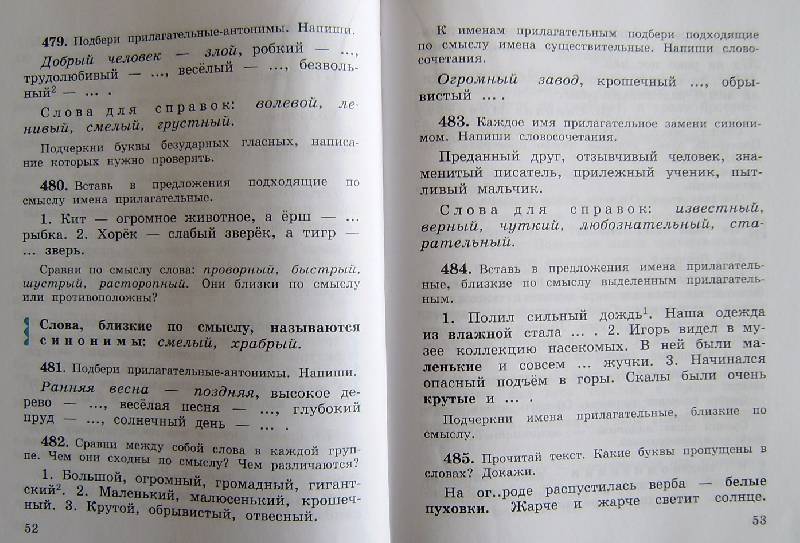 479. Подбери прилагательные-антонимы. Напиши.
Добрый человек — злой, робкий — ...,
трудолюбивый — ..., весёлый — ..., безволь-
ный² — ... .
Слова для справок: волевой, ле-
нивый, смелый, грустный.
Подчеркни буквы безударных гласных, написа-
ние которых нужно проверять.
480. Вставь в предложения подходящие по
смыслу имена прилагательные.
1. Кит — огромное животное, а ёрш — ...
рыбка. 2. Хорёк — слабый зверёк, а тигр —
... зверь.
Сравни по смыслу слова: проворный, быстрый,
шустрый, расторопный. Они близки по смыслу
или противоположны?
Слова, близкие по смыслу, называются
синонимы: смелый, храбрый.
481. Подбери прилагательные-антонимы. Напиши.
Ранняя весна — поздняя, высокое де-
рево — ..., весёлая песня — ..., глубокий
пруд — ..., солнечный день — ... .
482. Сравни между собой слова в каждой груп-
пе. Чем они сходны по смыслу? Чем различаются?
1. Большой, огромный, громадный, гигант-
ский². 2. Маленький, малюсенький, крошеч-
ный. 3. Крутой, обрывистый, отвесный.
52
К именам прилагательным подбери подходящие
по смыслу имена существительные. Напиши слово-
сочетания.
Огромный завод, крошечный ..., обры-
вистый ... .
483. Каждое имя прилагательное замени синони-
мом. Напиши словосочетания.
Преданный друг, отзывчивый человек, зна-
менитый писатель, прилежный ученик, пыт-
ливый мальчик.
Слова для справок: известный,
верный, чуткий, любознательный, ста-
рательный.
484. Вставь в предложения имена прилагатель-
ные, близкие по смыслу выделенным прилагатель-
ным.
1. Полил сильный дождь¹. Наша одежда
из влажной стала ... . 2. Игорь видел в му-
зее коллекцию насекомых. В ней были ма-
ленькие и совсем ... жучки. 3. Начинался
опасный подъём в горы. Скалы были очень
крутые и ... .
Подчеркни имена прилагательные, близкие по
смыслу.
485. Прочитай текст. Какие буквы пропущены в
словах? Докажи.
На ог..роде распустилась верба — белые
пуховки. Жарче и жарче светит солнце.
53